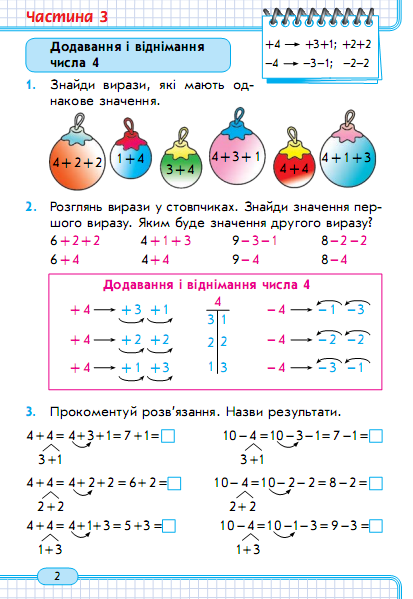 Частина 3
Додавання і віднімання
числа 4
+4 → +3+1; +2+2
−4 → −3−1; −2−2
1. Знайди вирази, які мають од-
накове значення.
4+2+2 1+4 3+4 4+3+1 4+4 4+1+3
2. Розглянь вирази у стовпчиках. Знайди значення пер-
шого виразу. Яким буде значення другого виразу?
6+2+2 4+1+3 9−3−1 8−2−2
6+4 4+4 9−4 8−4
Додавання і віднімання числа 4
+4 → +3 +1 4 −4 → −1 −3
3 1
+4 → +2 +2 2 2 −4 → −2 −2
+4 → +1 +3 1 3 −4 → −3 −1
3. Прокоментуй розв'язання. Назви результати.
4+4=4+3+1=7+1=□ 10−4=10−3−1=7−1=□
3+1 3+1
4+4=4+2+2=6+2=□ 10−4=10−2−2=8−2=□
2+2 2+2
4+4=4+1+3=5+3=□ 10−4=10−1−3=9−3=□
1+3 1+3
2